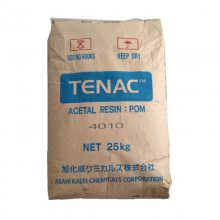 USE NO HOOKS KEEP DRY
TENAC™
ACETAL RESIN : POM
4010
NET 25kg
旭化成ケミカルズ株式会社
ASAHI KASEI CHEMICALS CORPORATION